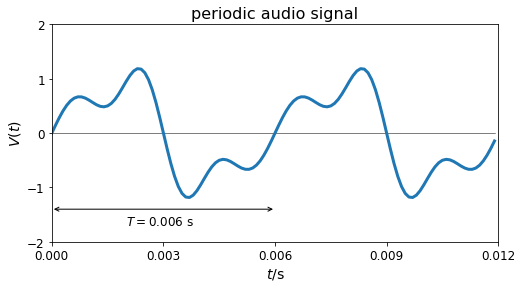 periodic audio signal
2
1
0
−1
−2
V(t)
T = 0.006 s
0.000 0.003 0.006 0.009 0.012
t/s